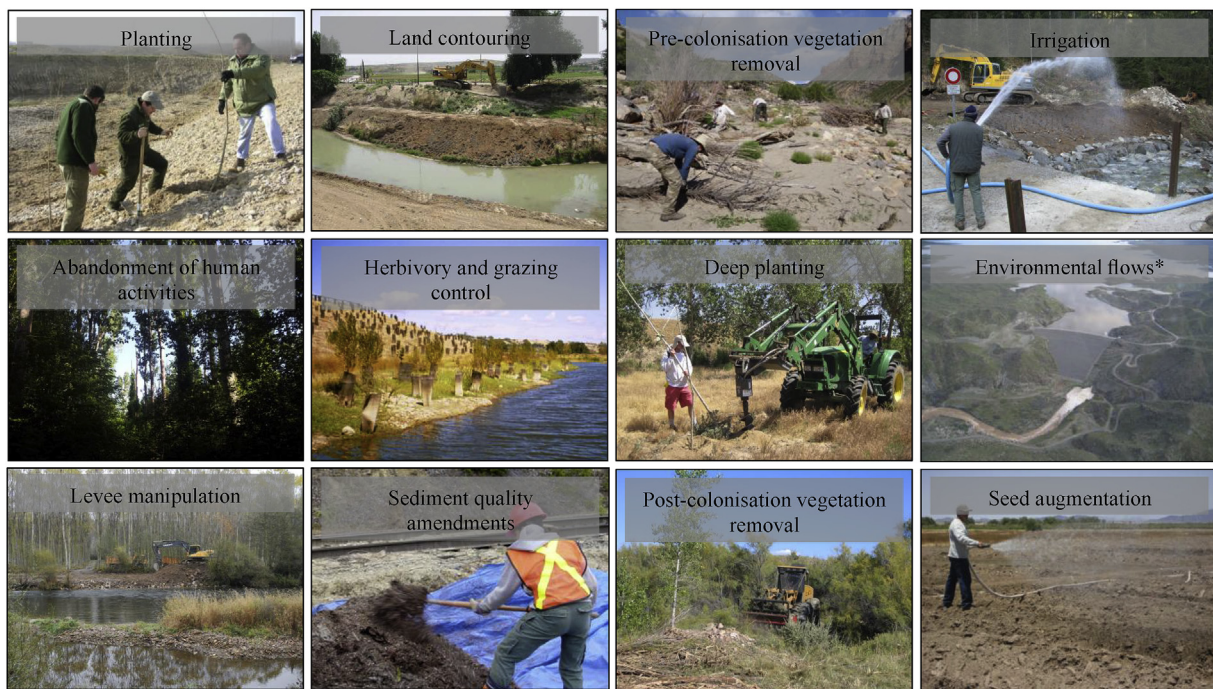 Planting
Land contouring
Pre-colonisation vegetation
removal
Irrigation
Abandonment of human
activities
Herbivory and grazing
control
Deep planting
Environmental flows*
Levee manipulation
Sediment quality
amendments
Post-colonisation vegetation
removal
Seed augmentation